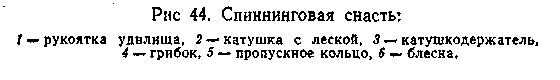 Рис 44. Спиннинговая снасть:
1 — рукоятка удилища, 2 — катушка с леской, 3 — катушкодержатель,
4 — грибок, 5 — пропускное кольцо, 6 — блесна.